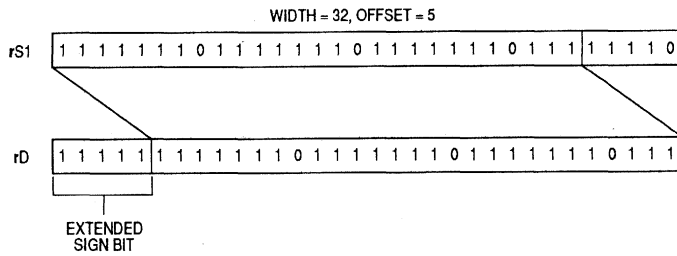 WIDTH = 32, OFFSET = 5
rS1 1 1 1 1 1 1 1 0 1 1 1 1 1 1 1 0 1 1 1 1 1 1 1 0 1 1 1 1 1 1 1 0
rD 1 1 1 1 1 1 1 1 1 1 1 1 0 1 1 1 1 1 1 1 0 1 1 1 1 1 1 1 0 1 1 1
EXTENDED
SIGN BIT